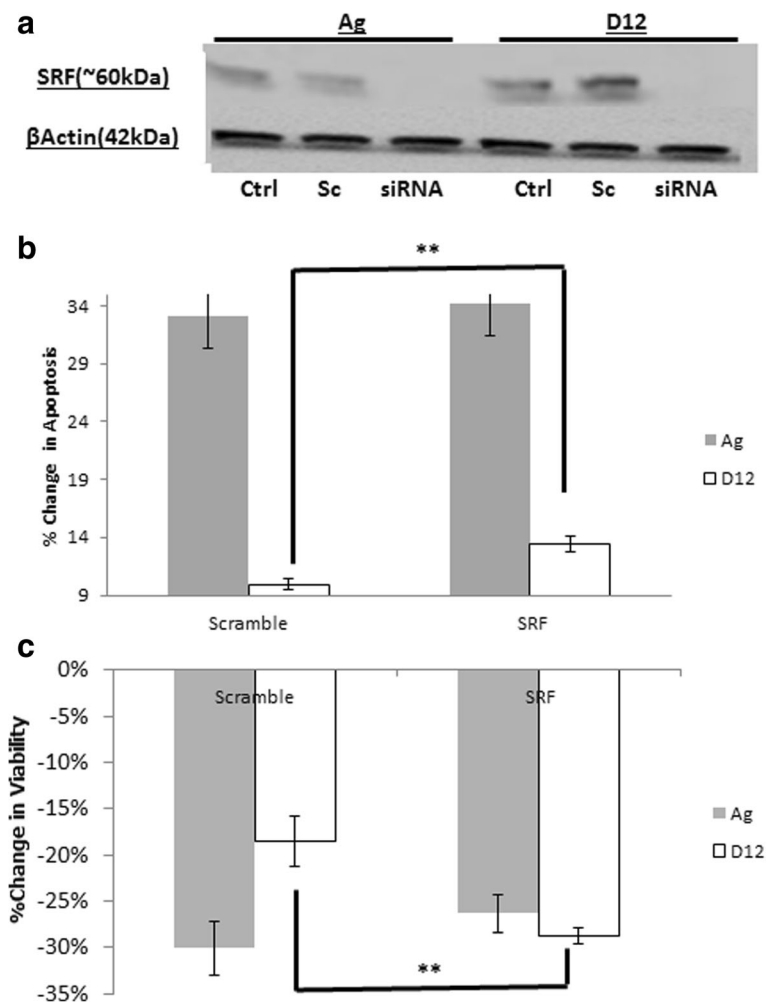 a
Ag D12
SRF(~60kDa)
βActin(42kDa)
Ctrl Sc siRNA Ctrl Sc siRNA
b
**
% Change in Apoptosis
34
29
24
19
14
9
Scramble SRF
Ag
D12
c
%Change in Viability
0%
-5%
-10%
-15%
-20%
-25%
-30%
-35%
Scramble SRF
Ag
D12
**